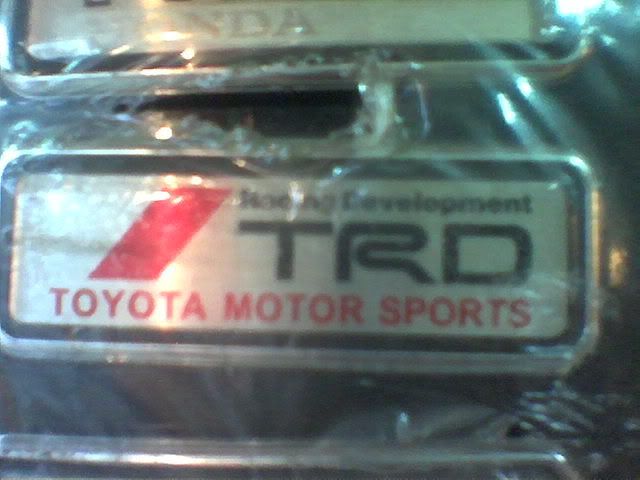 Racing Development
TRD
TOYOTA MOTOR SPORTS